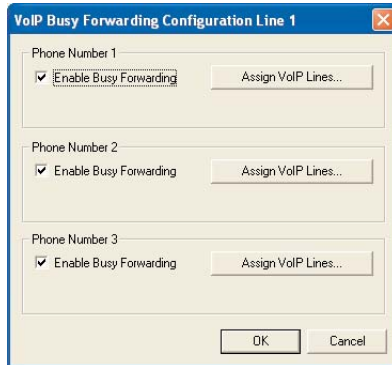 VoIP Busy Forwarding Configuration Line 1
Phone Number 1
Enable Busy Forwarding
Assign VoIP Lines...
Phone Number 2
Enable Busy Forwarding
Assign VoIP Lines...
Phone Number 3
Enable Busy Forwarding
Assign VoIP Lines...
OK
Cancel